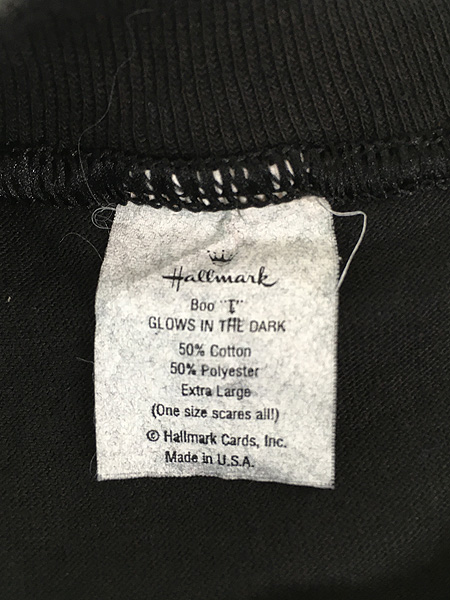 Hallmark
Boo "T"
GLOWS IN THE DARK
50% Cotton
50% Polyester
Extra Large
(One size scares all!)
© Hallmark Cards, Inc.
Made in U.S.A.